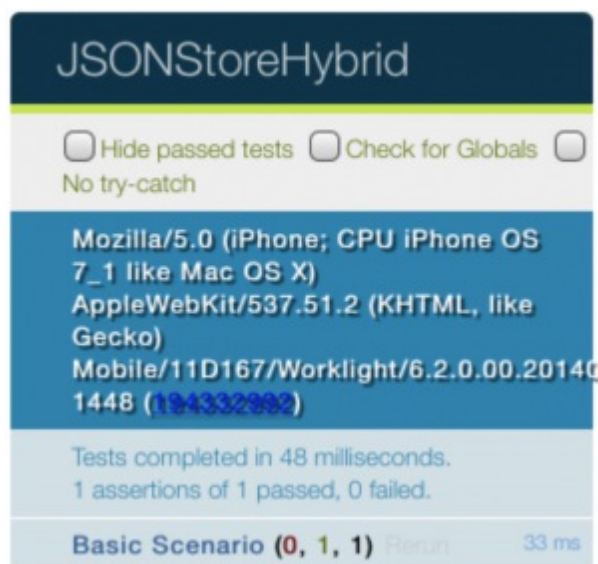 JSONStoreHybrid
Hide passed tests Check for Globals
No try-catch
Mozilla/5.0 (iPhone; CPU iPhone OS
7_1 like Mac OS X)
AppleWebKit/537.51.2 (KHTML, like
Gecko)
Mobile/11D167/Worklight/6.2.0.00.20140
1448 (194332992)
Tests completed in 48 milliseconds.
1 assertions of 1 passed, 0 failed.
Basic Scenario (0, 1, 1) Rerun 33 ms